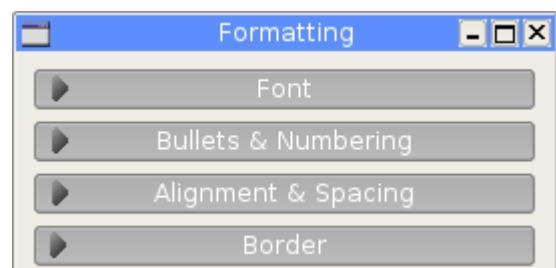 Formatting
Font
Bullets & Numbering
Alignment & Spacing
Border